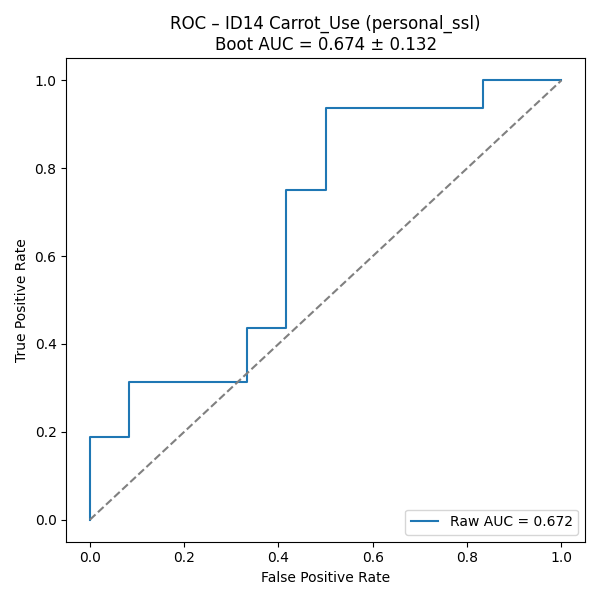 ROC – ID14 Carrot_Use (personal_ssl)
Boot AUC = 0.674 ± 0.132
1.0
0.8
0.6
0.4
0.2
0.0
True Positive Rate
Raw AUC = 0.672
0.0 0.2 0.4 0.6 0.8 1.0
False Positive Rate